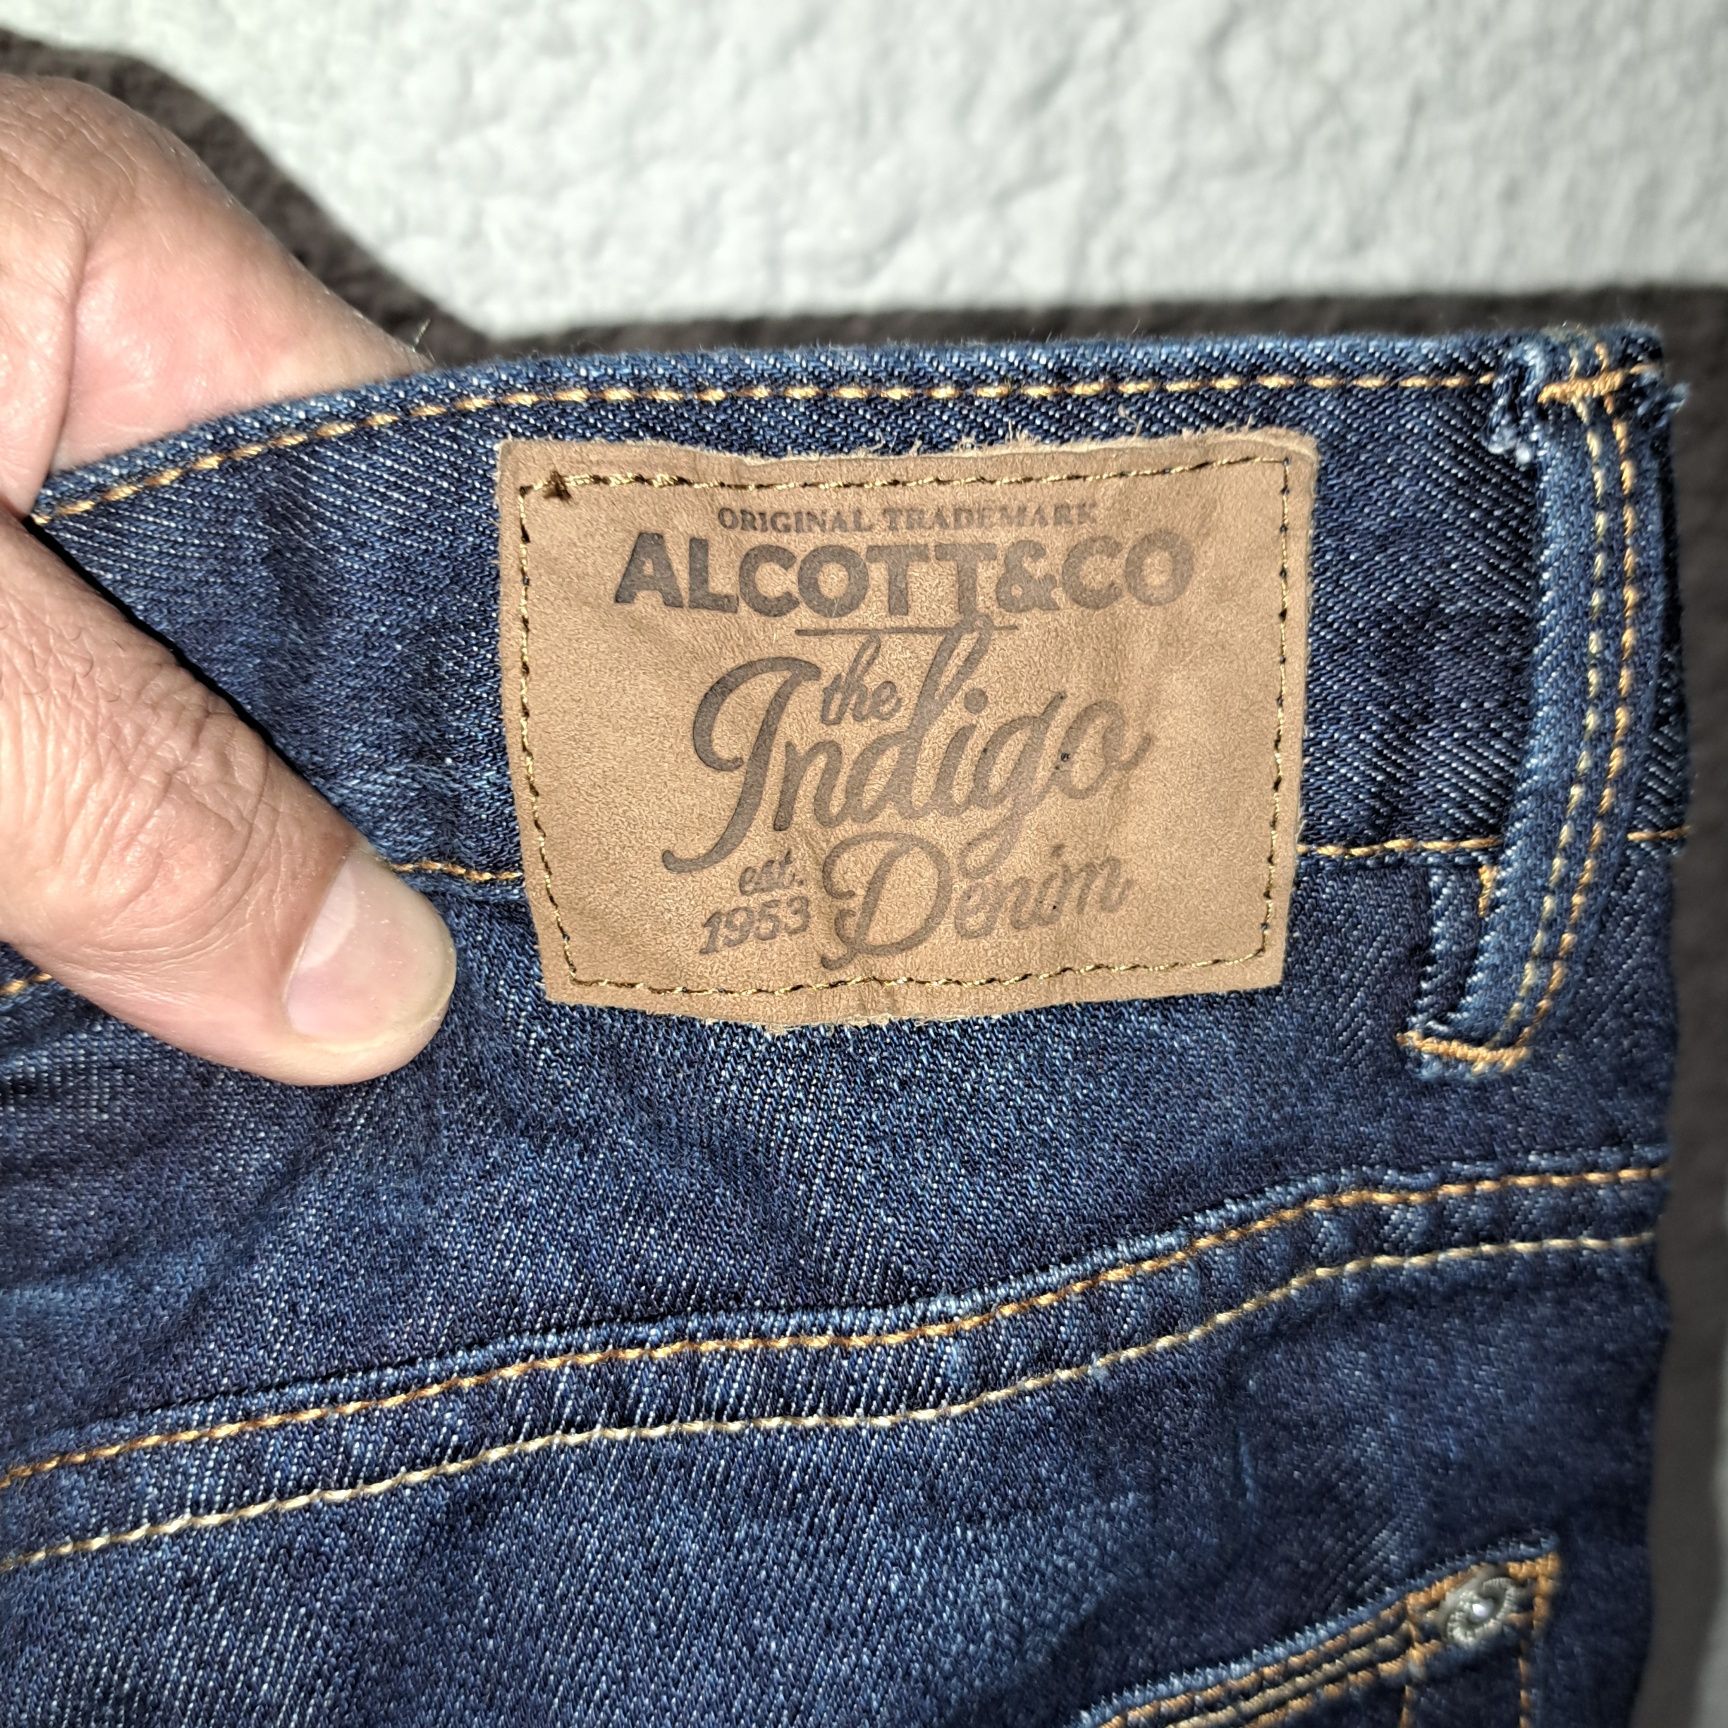 ORIGINAL TRADEMARK
ALCOTT&CO
the
Indigo
est.
1953
Denim